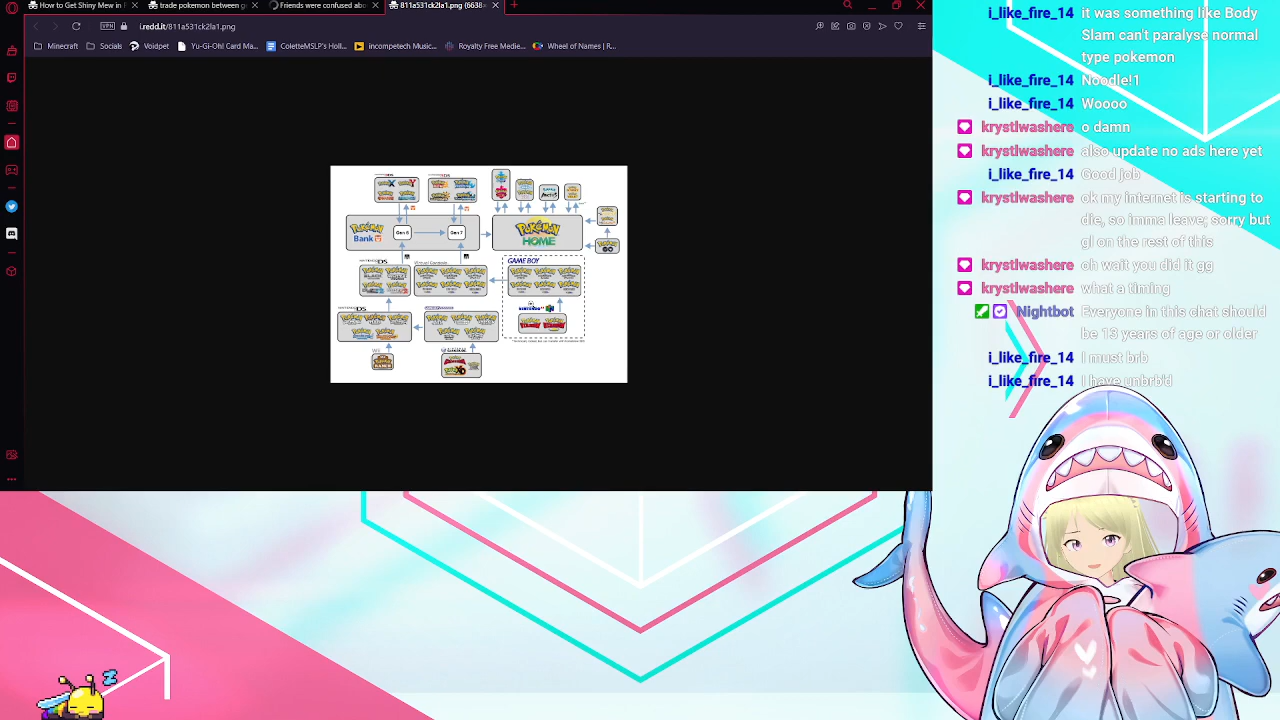 How to Get Shiny Mew in P
trade pokemon between ge
Friends were confused abo
811a531ck2la1.png (6638×
i.redd.it/811a531ck2la1.png
VPN
Minecraft
Socials
Voidpet
Yu-Gi-Oh! Card Ma...
ColetteMSLP's Holl...
incompetech Music...
Royalty Free Medie...
Wheel of Names | R...
Pokémon Bank
Gen 6
Gen 7
POKéMON HOME
GAME BOY
i_like_fire_14 it was something like Body
Slam can't paralyse normal
type pokemon
i_like_fire_14 Noodle!1
i_like_fire_14 Woooo
krystlwashere o damn
krystlwashere also update no ads here yet
i_like_fire_14 Good job
krystlwashere ok my internet is starting to
die, so imma leave; sorry but
gl on the rest of this
krystlwashere oh wait you did it gg
krystlwashere what a timing
Nightbot Everyone in this chat should
be 13 years of age or older
i_like_fire_14 I must brb
i_like_fire_14 I have unbrb'd